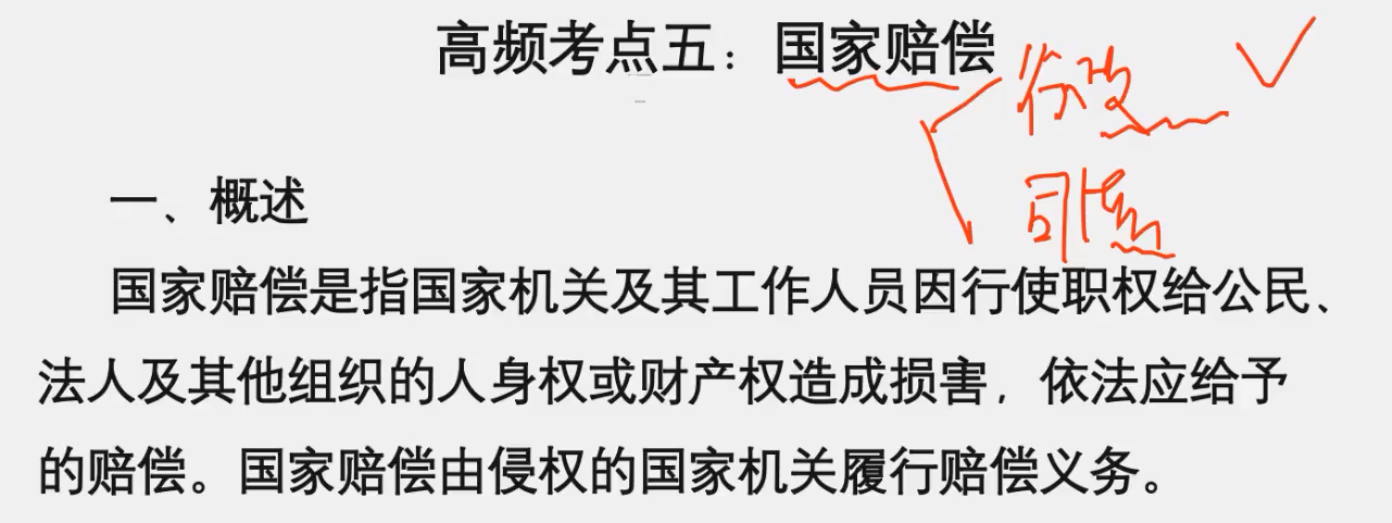 高频考点五：国家赔偿
行政
一、概述
司法
国家赔偿是指国家机关及其工作人员因行使职权给公民、
法人及其他组织的人身权或财产权造成损害，依法应给予
的赔偿。国家赔偿由侵权的国家机关履行赔偿义务。